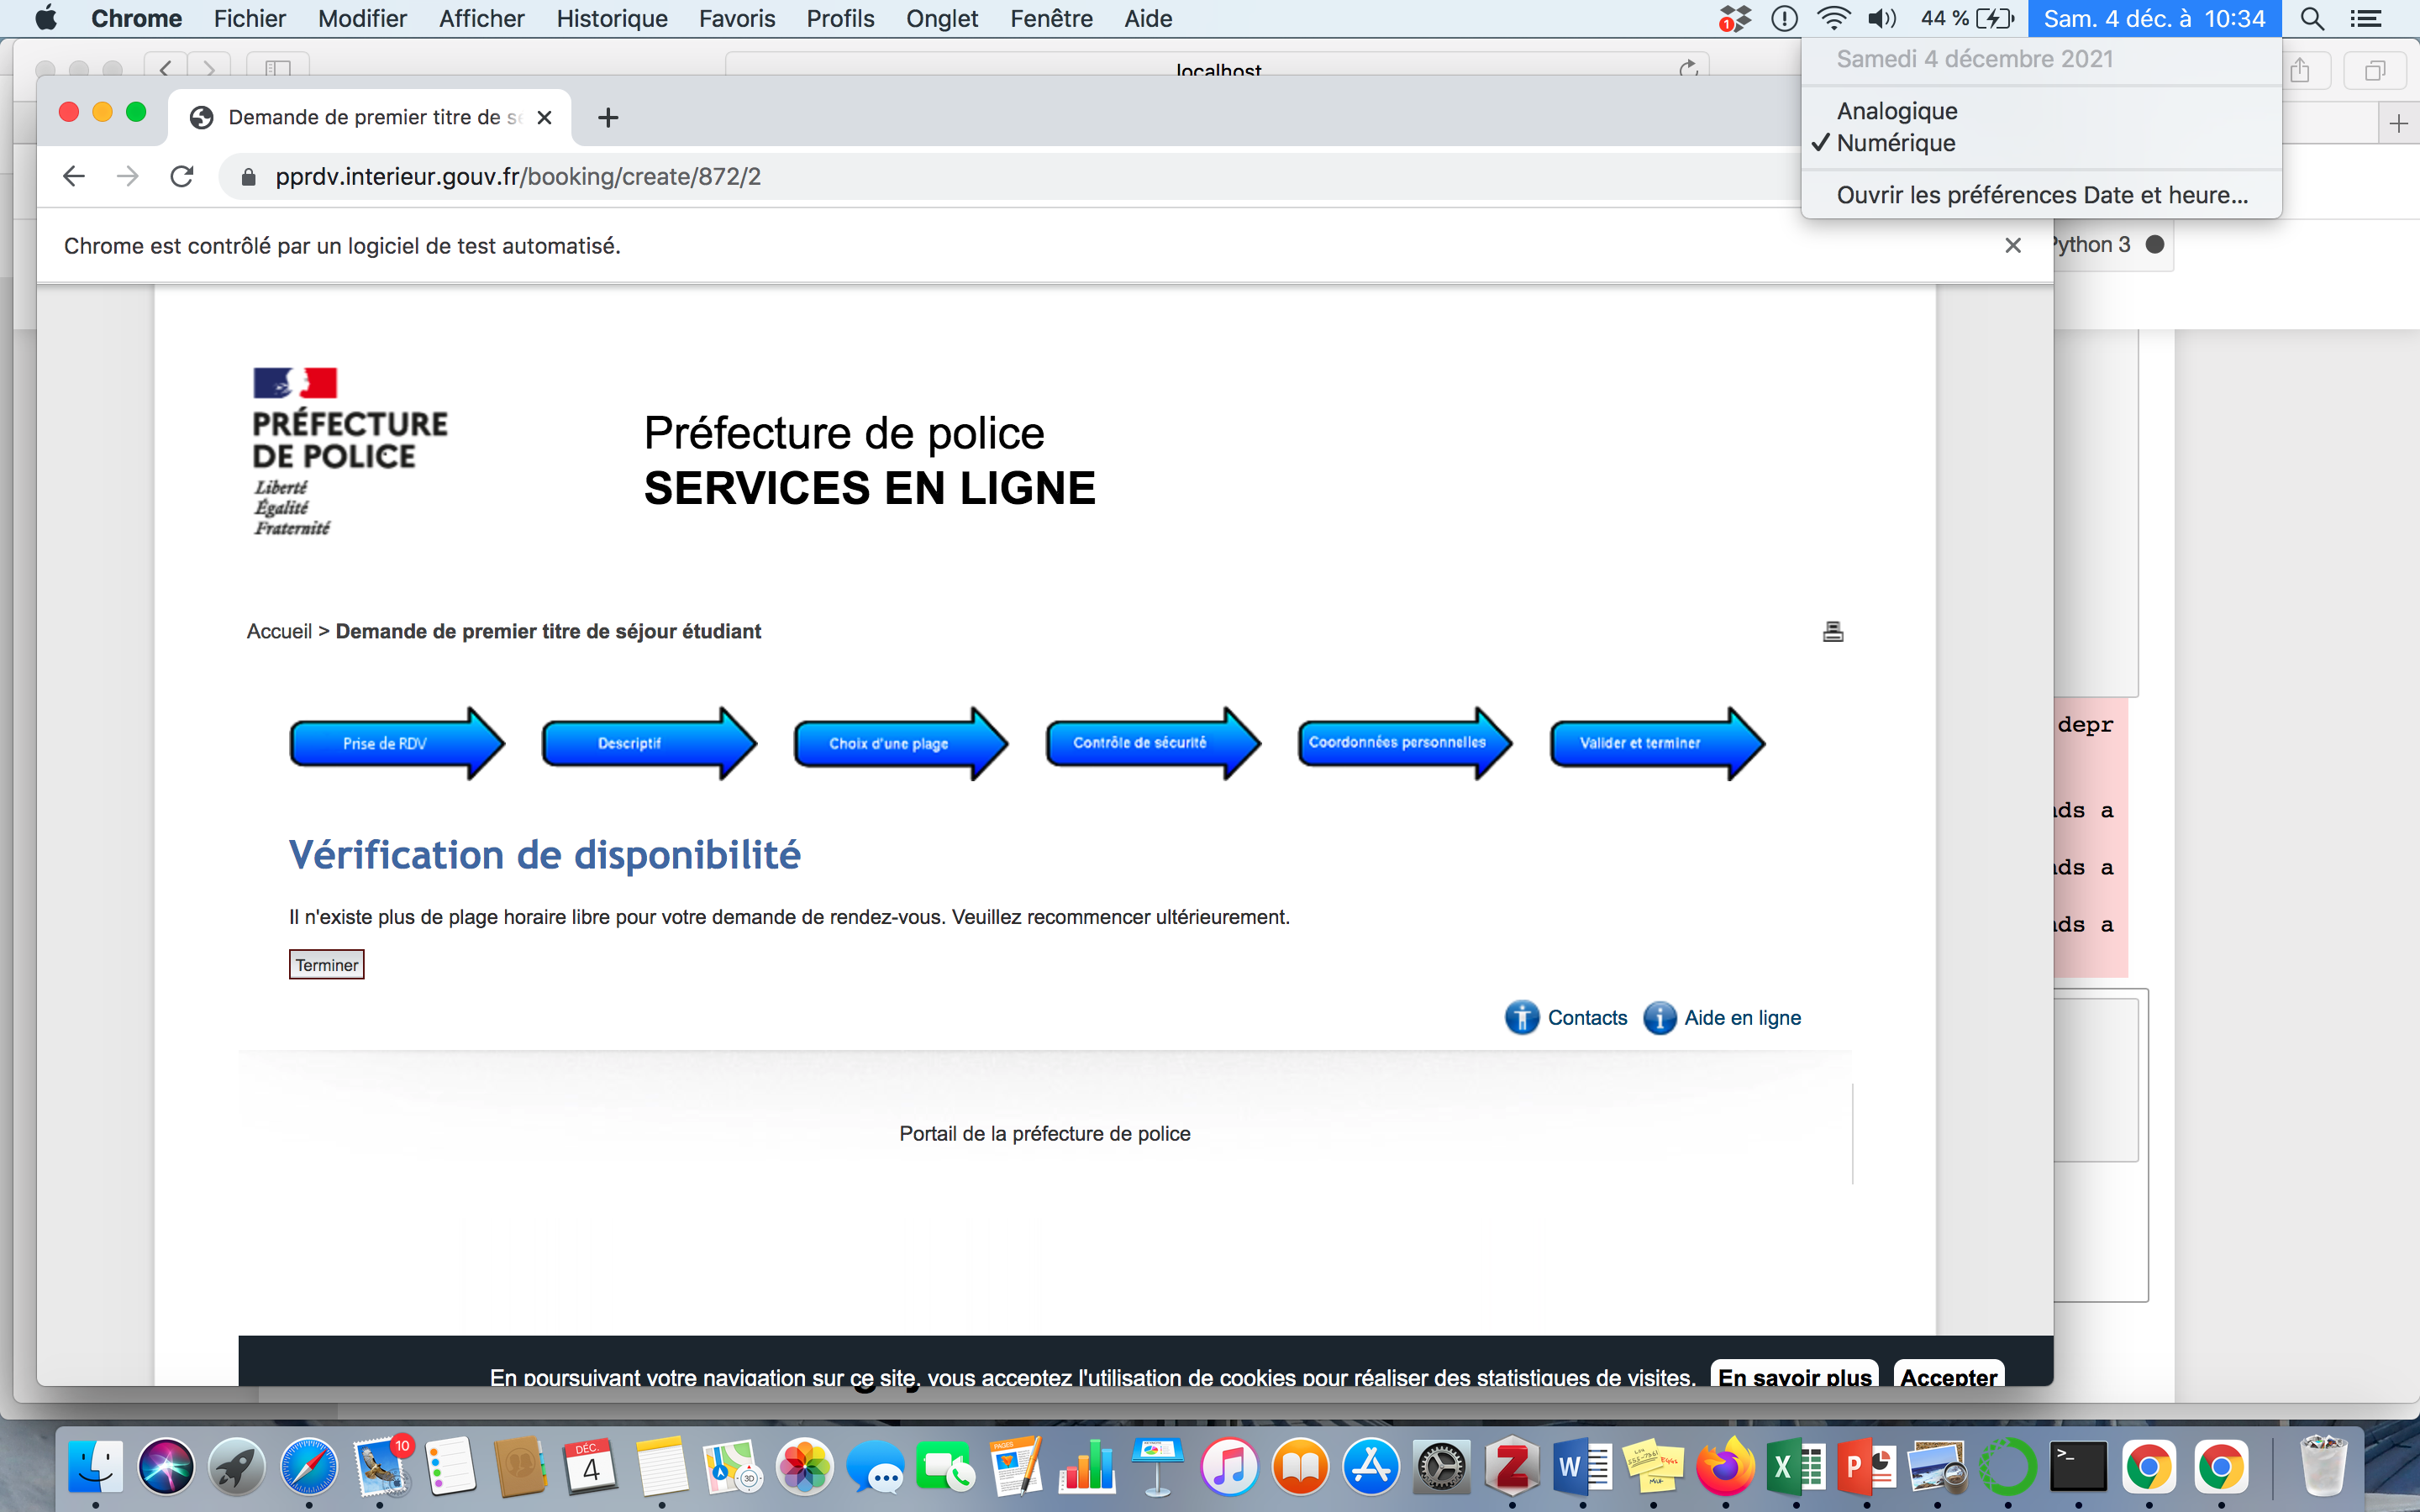 Chrome Fichier Modifier Afficher Historique Favoris Profils Onglet Fenêtre Aide 1 44 % Sam. 4 déc. à 10:34
Samedi 4 décembre 2021
localhost
Analogique
Demande de premier titre de
✓ Numérique
pprdv.interieur.gouv.fr/booking/create/872/2
Ouvrir les préférences Date et heure...
Chrome est contrôlé par un logiciel de test automatisé.
ython 3
PRÉFECTURE
DE POLICE
Liberté
Égalité
Fraternité
Préfecture de police
SERVICES EN LIGNE
Accueil > Demande de premier titre de séjour étudiant
Prise de RDV Descriptif Choix d'une plage Contrôle de sécurité Coordonnées personnelles Valider et terminer
depr
ds a
ds a
ds a
Vérification de disponibilité
Il n'existe plus de plage horaire libre pour votre demande de rendez-vous. Veuillez recommencer ultérieurement.
Terminer
Contacts Aide en ligne
Portail de la préfecture de police
En poursuivant votre navigation sur ce site, vous acceptez l'utilisation de cookies pour réaliser des statistiques de visites. En savoir plus Accepter
10
DÉC.
4
PAGES
3D